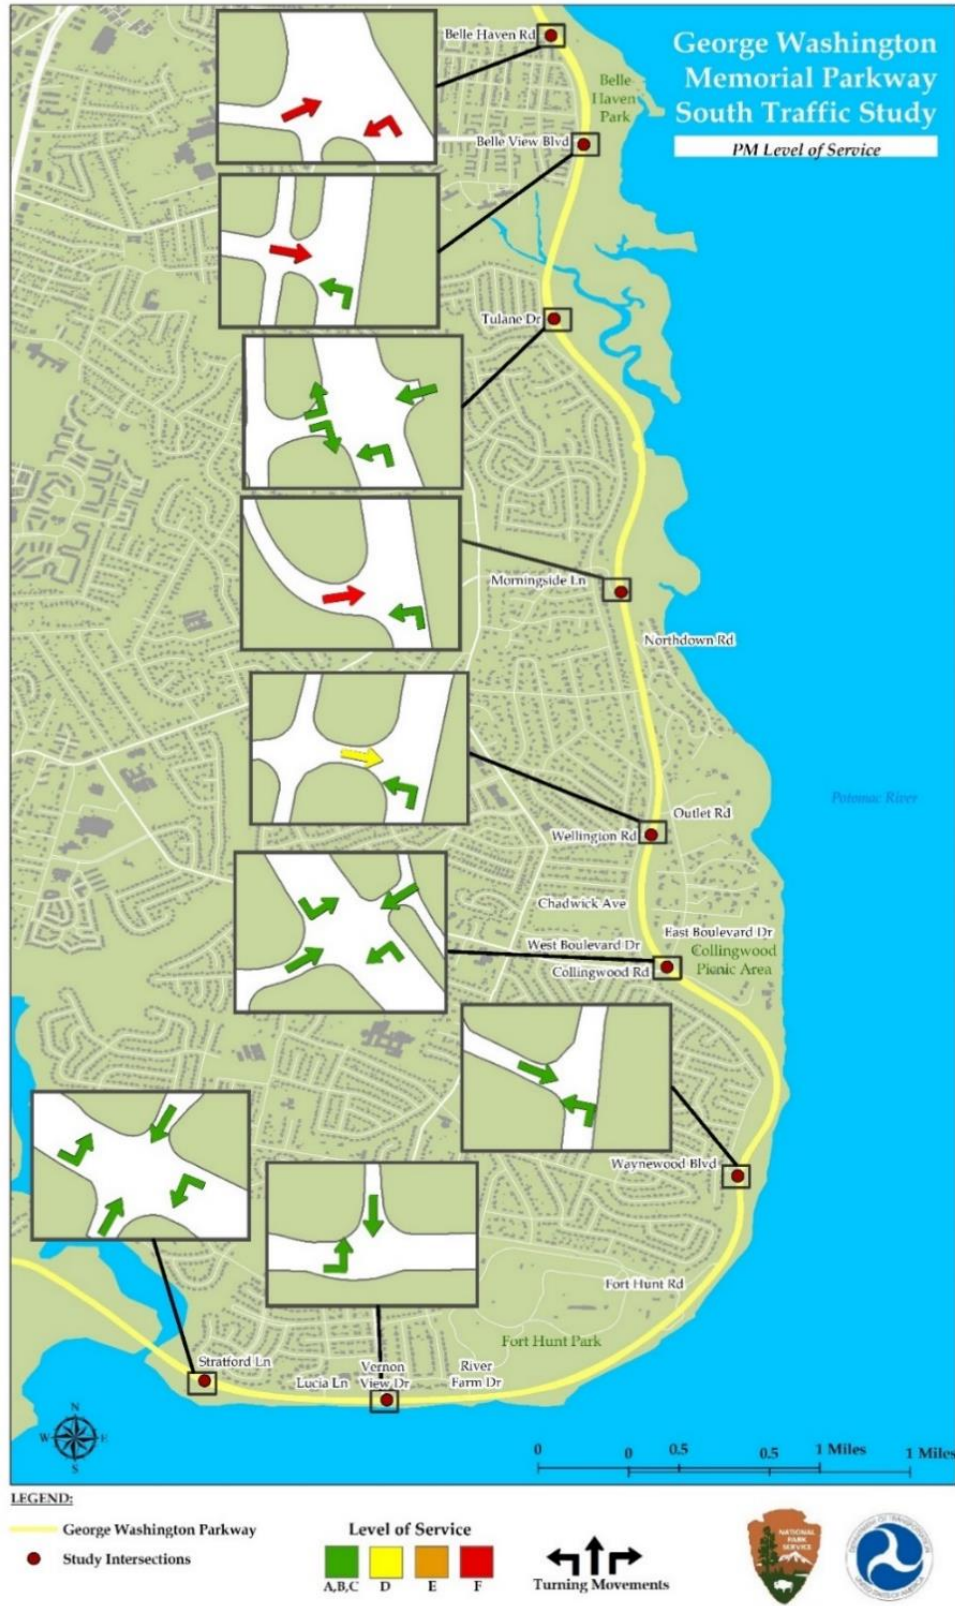 George Washington
Memorial Parkway
South Traffic Study
PM Level of Service
Belle Haven Rd
Belle
Haven
Park
Belle View Blvd
Tulane Dr
Morningside Ln
Northdown Rd
Potomac River
Outlet Rd
Wellington Rd
Chadwick Ave
East Boulevard Dr
West Boulevard Dr
Collingwood
Picnic Area
Collingwood Rd
Waynewood Blvd
Fort Hunt Rd
Fort Hunt Park
Stratford Ln
Lucia Ln
Vernon
View Dr
River
Farm Dr
N
W E
S
0 0 0.5 0.5 1 Miles 1 Miles
LEGEND:
George Washington Parkway
Study Intersections
Level of Service
A,B,C D E F
Turning Movements
NATIONAL
PARK
SERVICE